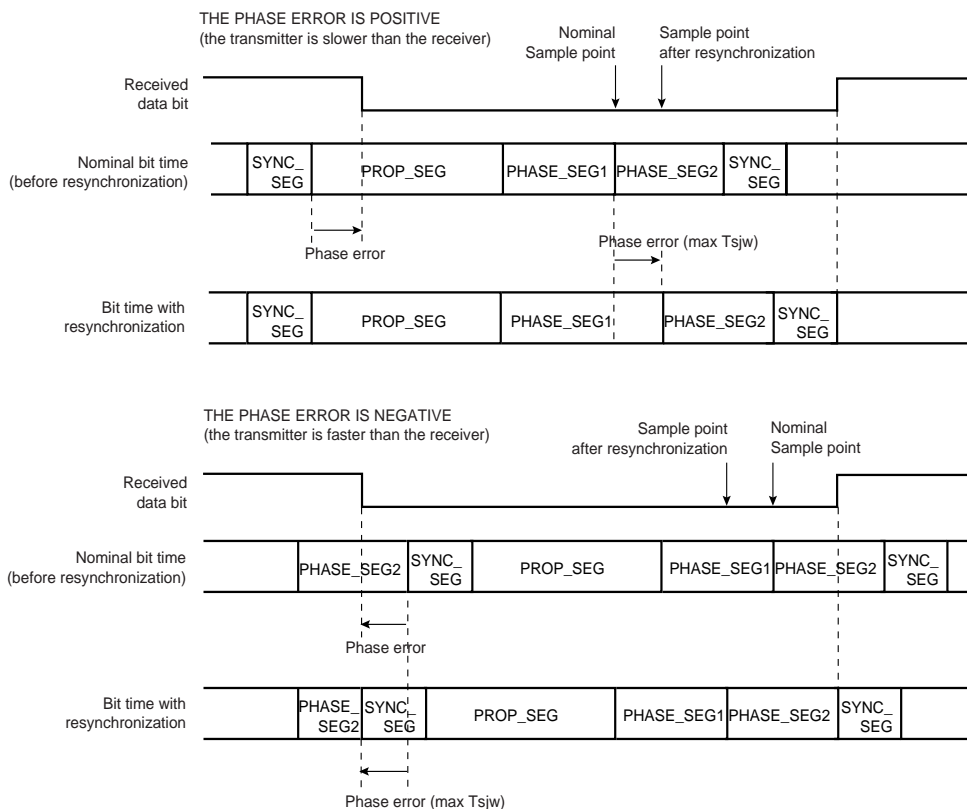 THE PHASE ERROR IS POSITIVE
(the transmitter is slower than the receiver)
Nominal
Sample point
Sample point
after resynchronization
Received
data bit
Nominal bit time
(before resynchronization)
SYNC_
SEG
PROP_SEG
PHASE_SEG1
PHASE_SEG2
SYNC_
SEG
Phase error
Phase error (max Tsjw)
Bit time with
resynchronization
SYNC_
SEG
PROP_SEG
PHASE_SEG1
PHASE_SEG2
SYNC_
SEG
THE PHASE ERROR IS NEGATIVE
(the transmitter is faster than the receiver)
Sample point
after resynchronization
Nominal
Sample point
Received
data bit
Nominal bit time
(before resynchronization)
PHASE_SEG2
SYNC_
SEG
PROP_SEG
PHASE_SEG1
PHASE_SEG2
SYNC_
SEG
Phase error
Bit time with
resynchronization
PHASE_
SEG2
SYNC_
SEG
PROP_SEG
PHASE_SEG1
PHASE_SEG2
SYNC_
SEG
Phase error (max Tsjw)